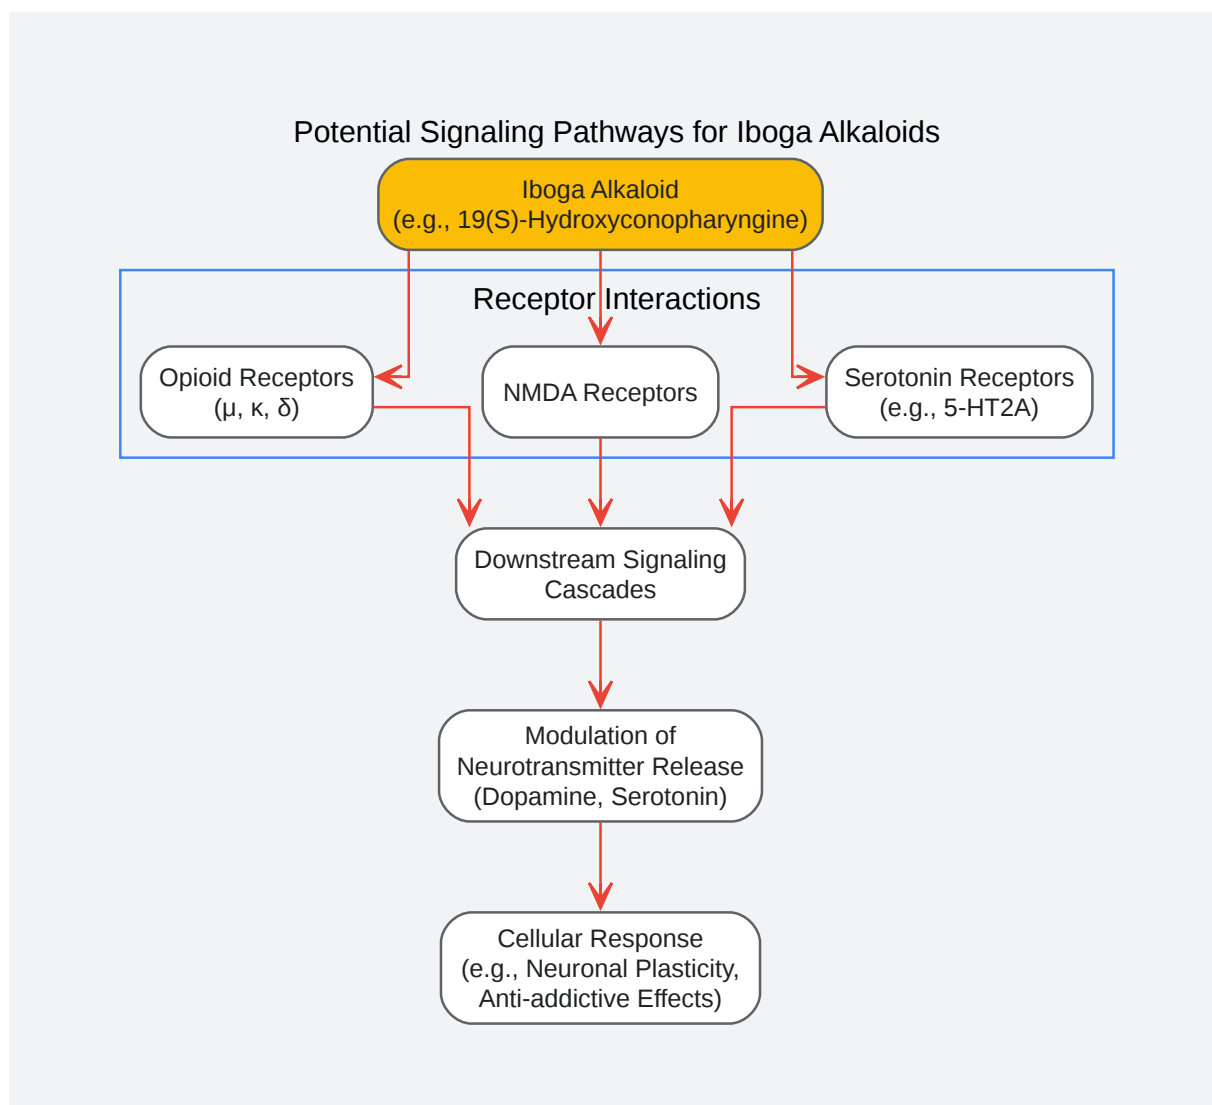 Potential Signaling Pathways for Iboga Alkaloids
Iboga Alkaloid
(e.g., 19(S)-Hydroxyconopharyngine)
Receptor Interactions
Opioid Receptors
(μ, κ, δ)
NMDA Receptors
Serotonin Receptors
(e.g., 5-HT2A)
Downstream Signaling
Cascades
Modulation of
Neurotransmitter Release
(Dopamine, Serotonin)
Cellular Response
(e.g., Neuronal Plasticity,
Anti-addictive Effects)